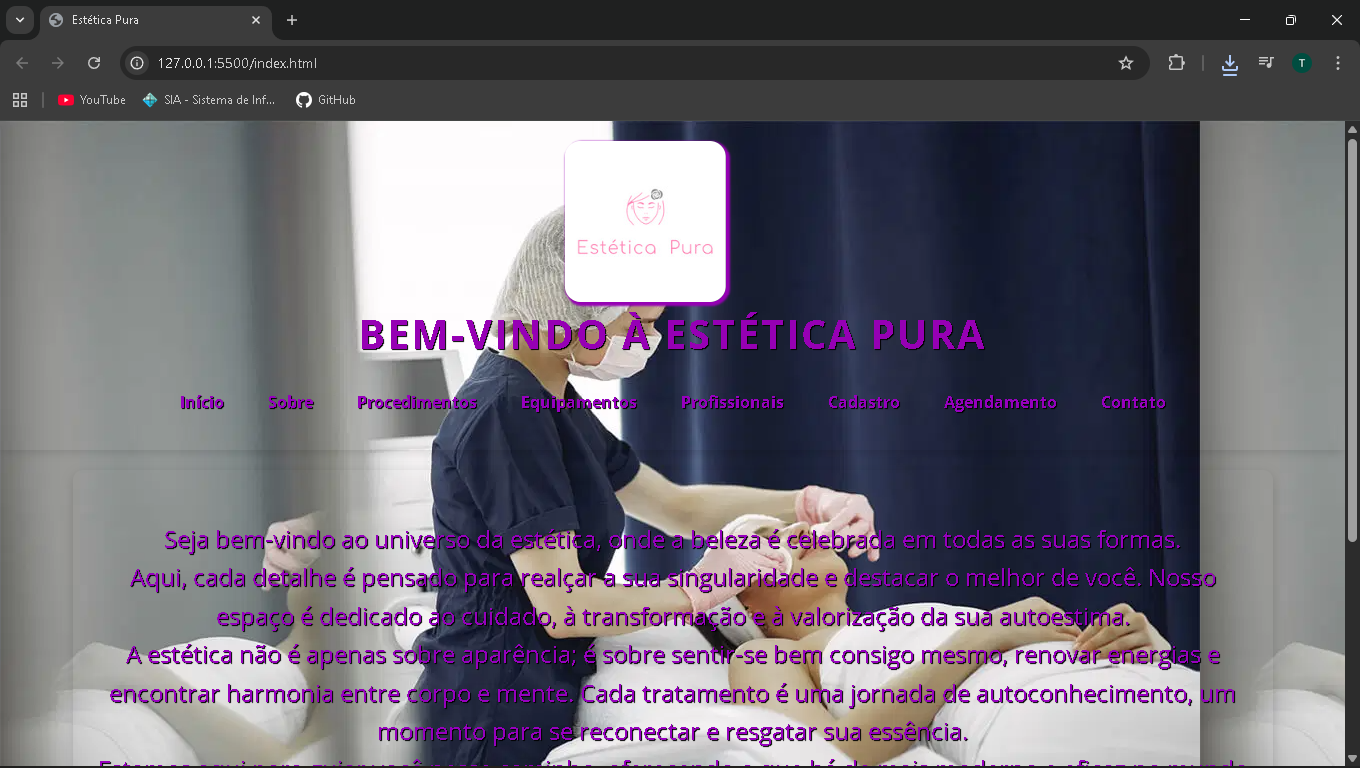 Estética Pura
127.0.0.1:5500/index.html
T
YouTube
SIA - Sistema de Inf...
GitHub
Estética Pura
BEM-VINDO À ESTÉTICA PURA
Início Sobre Procedimentos Equipamentos Profissionais Cadastro Agendamento Contato
Seja bem-vindo ao universo da estética, onde a beleza é celebrada em todas as suas formas.
Aqui, cada detalhe é pensado para realçar a sua singularidade e destacar o melhor de você. Nosso
espaço é dedicado ao cuidado, à transformação e à valorização da sua autoestima.
A estética não é apenas sobre aparência; é sobre sentir-se bem consigo mesmo, renovar energias e
encontrar harmonia entre corpo e mente. Cada tratamento é uma jornada de autoconhecimento, um
momento para se reconectar e resgatar sua essência.